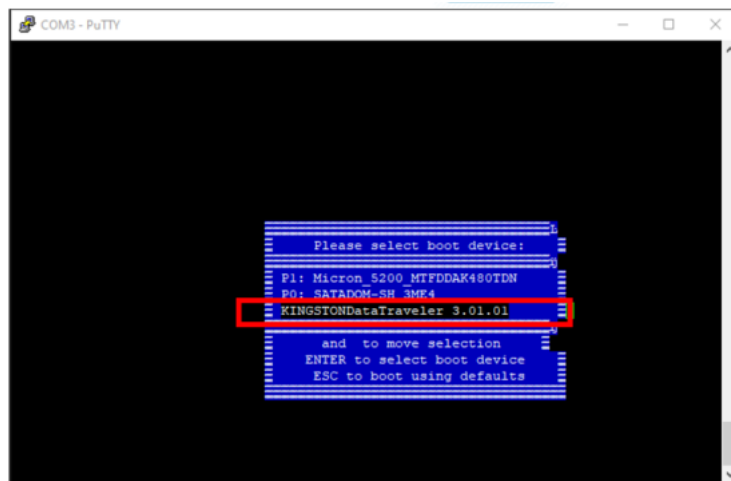 COM3 - PuTTY
Please select boot device:
P1: Micron_5200_MTFDDAK480TDN
P0: SATADOM-SH 3ME4
KINGSTONDataTraveler 3.01.01
and to move selection
ENTER to select boot device
ESC to boot using defaults